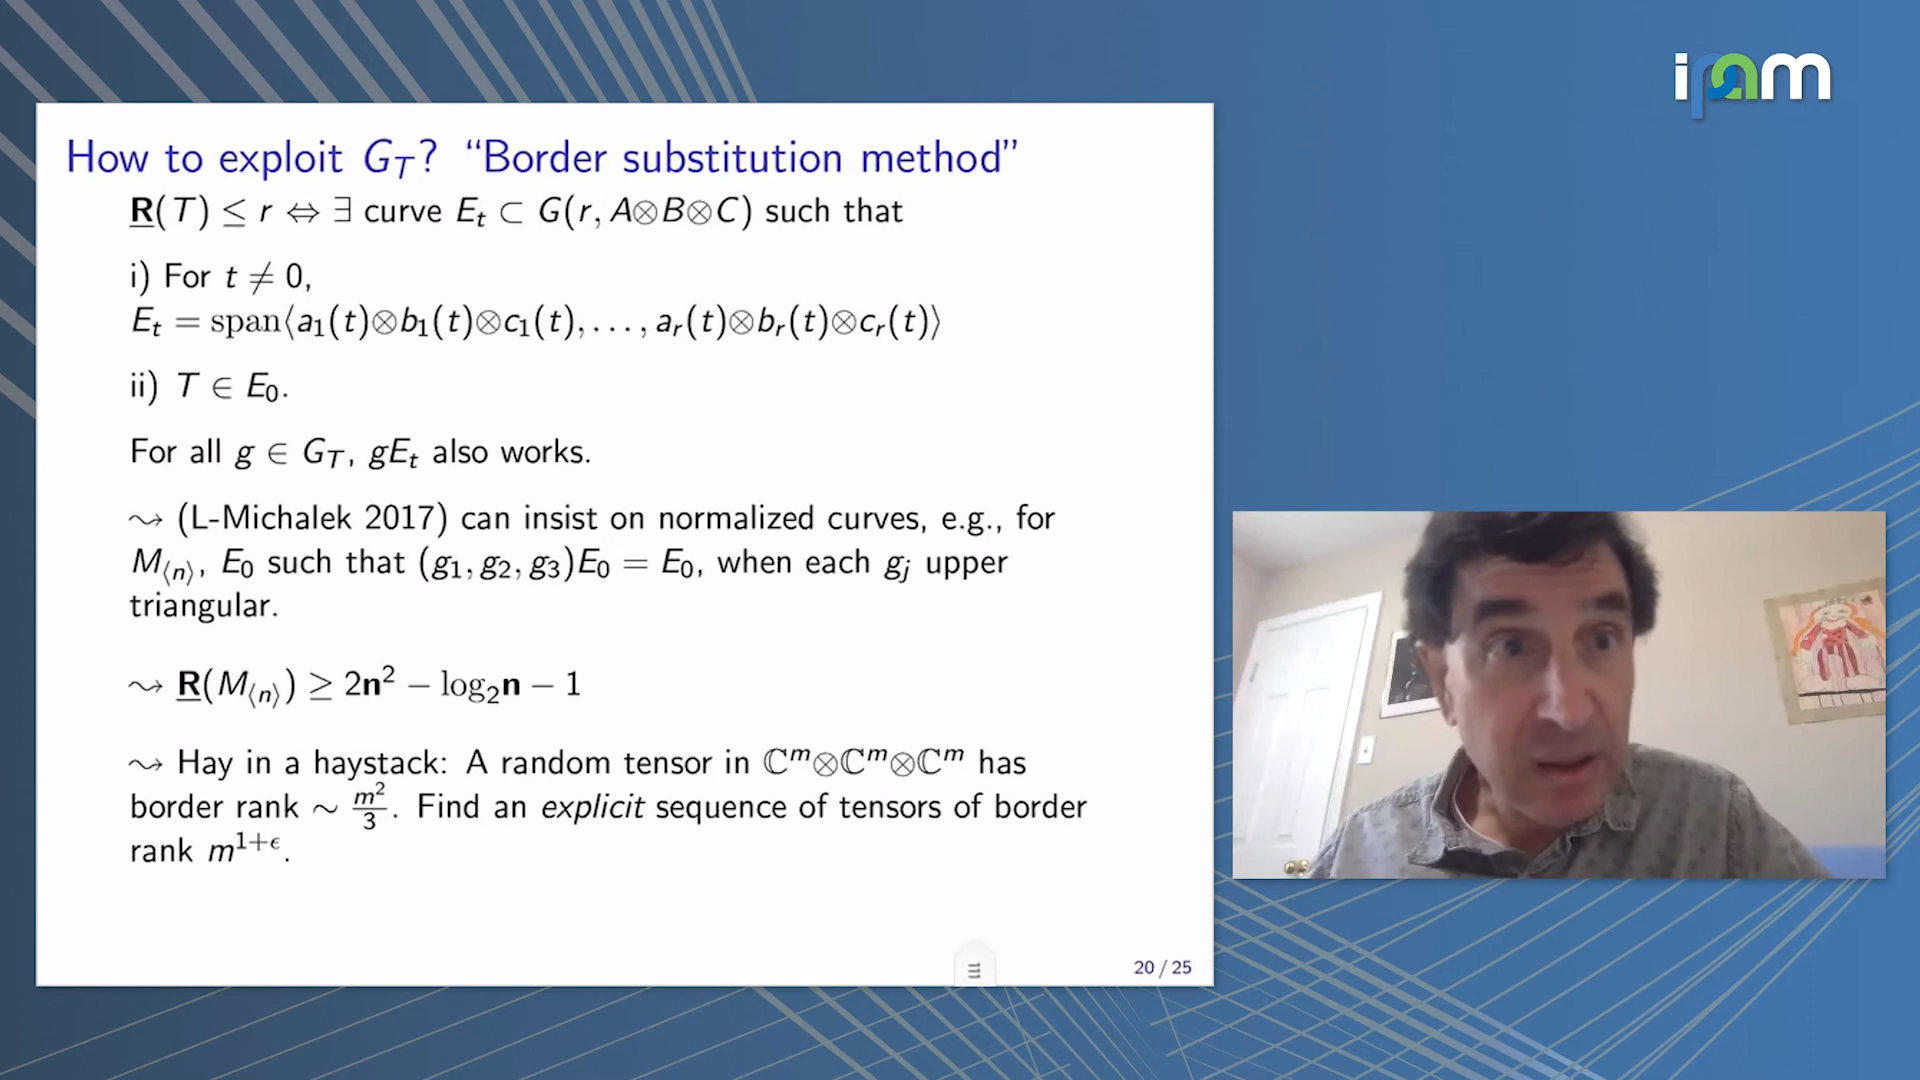 ipam
How to exploit G_T? “Border substitution method”
R(T) ≤ r ⇔ ∃ curve E_t ⊂ G(r, A⊗B⊗C) such that
i) For t ≠ 0,
E_t = span⟨a_1(t)⊗b_1(t)⊗c_1(t), . . . , a_r(t)⊗b_r(t)⊗c_r(t)⟩
ii) T ∈ E_0.
For all g ∈ G_T, gE_t also works.
⇝ (L-Michalek 2017) can insist on normalized curves, e.g., for
M_⟨n⟩, E_0 such that (g_1, g_2, g_3)E_0 = E_0, when each g_j upper
triangular.
⇝ R(M_⟨n⟩) ≥ 2n^2 − log_2 n − 1
⇝ Hay in a haystack: A random tensor in ℂ^m⊗ℂ^m⊗ℂ^m has
border rank ∼ m^2/3. Find an explicit sequence of tensors of border
rank m^{1+ϵ}.
20 / 25